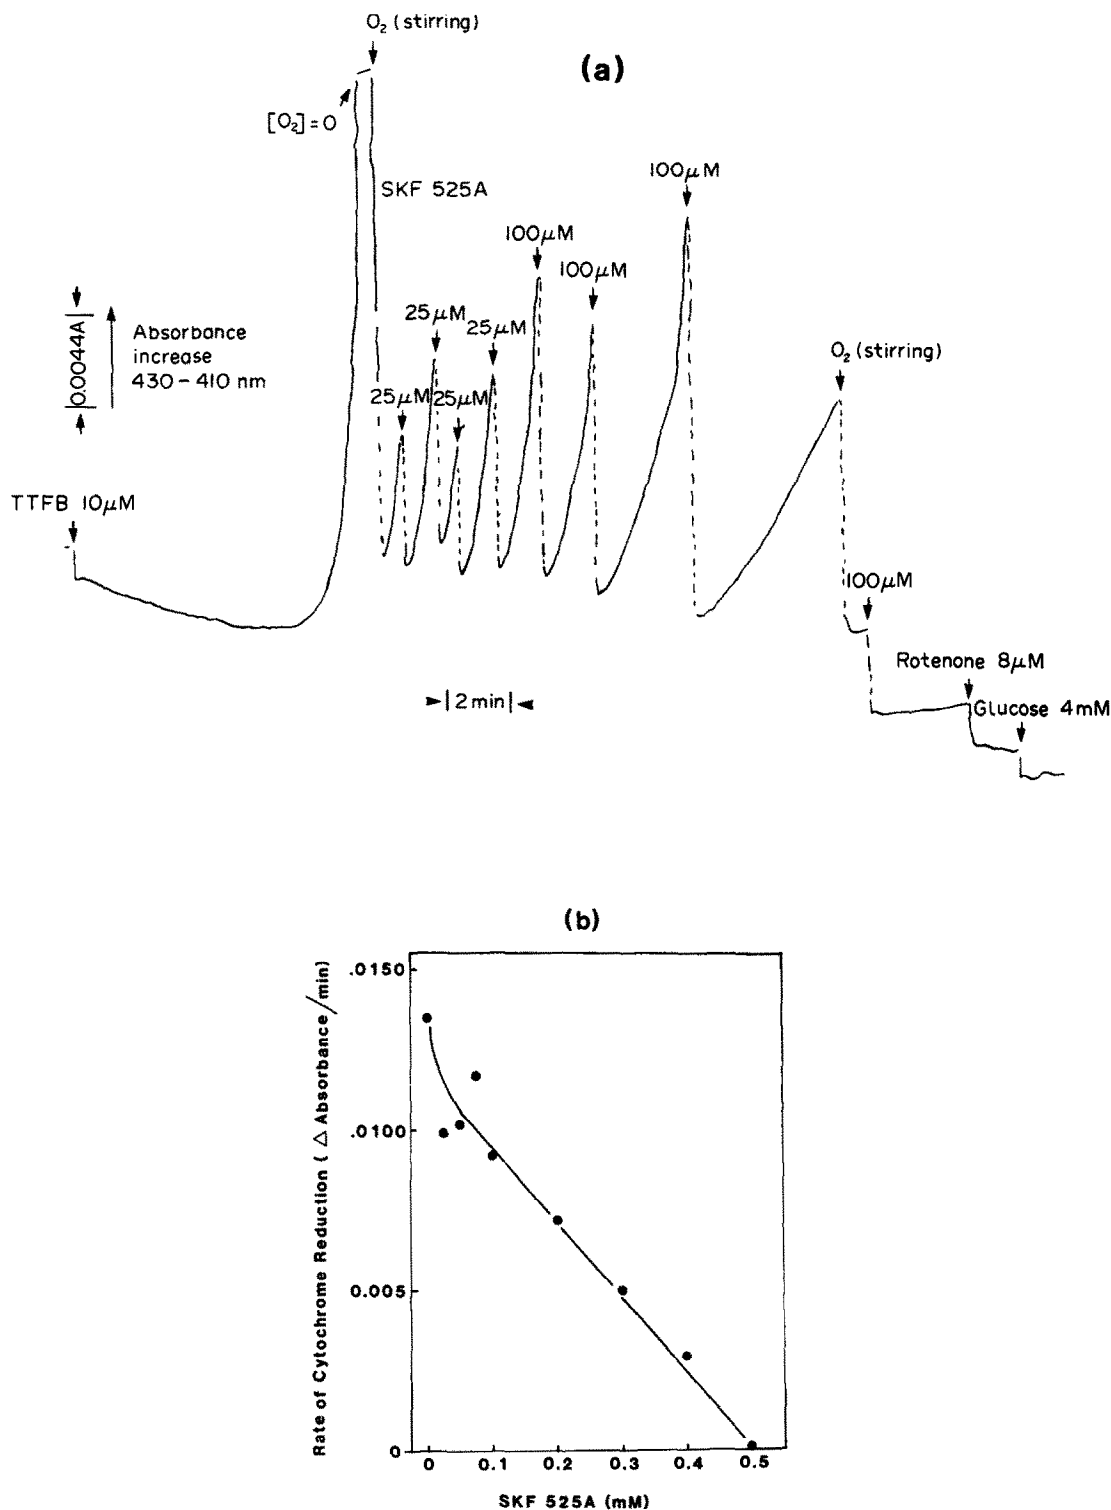 O₂ (stirring)
(a)
[O₂]=0
SKF 525A
100μM
100μM
100μM
25μM
25μM
25μM
25μM
0.0044A
Absorbance
increase
430-410 nm
O₂ (stirring)
TTFB 10μM
100μM
Rotenone 8μM
2 min
Glucose 4mM
(b)
Rate of Cytochrome Reduction (Δ Absorbance/min)
.0150
.0100
0.005
0
0 0.1 0.2 0.3 0.4 0.5
SKF 525A (mM)